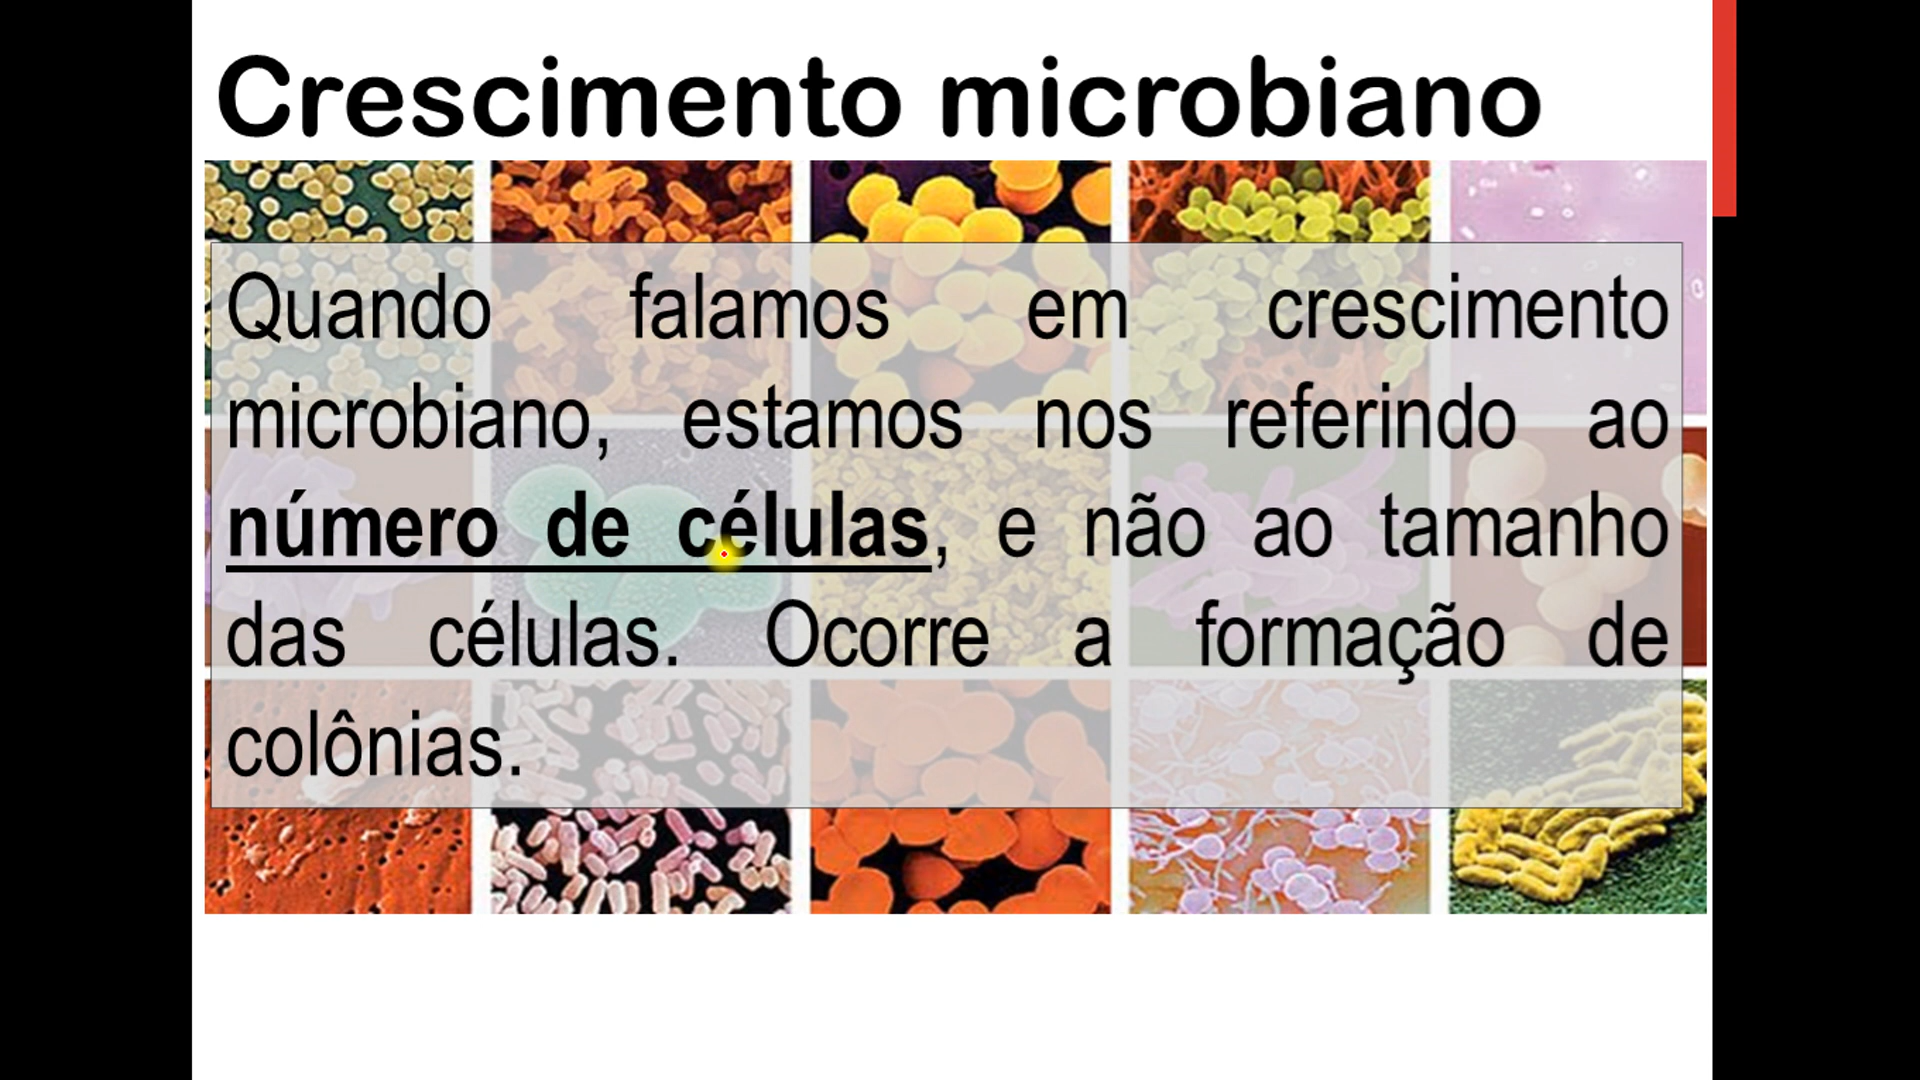 Crescimento microbiano
Quando falamos em crescimento
microbiano, estamos nos referindo ao
número de células, e não ao tamanho
das células. Ocorre a formação de
colônias.